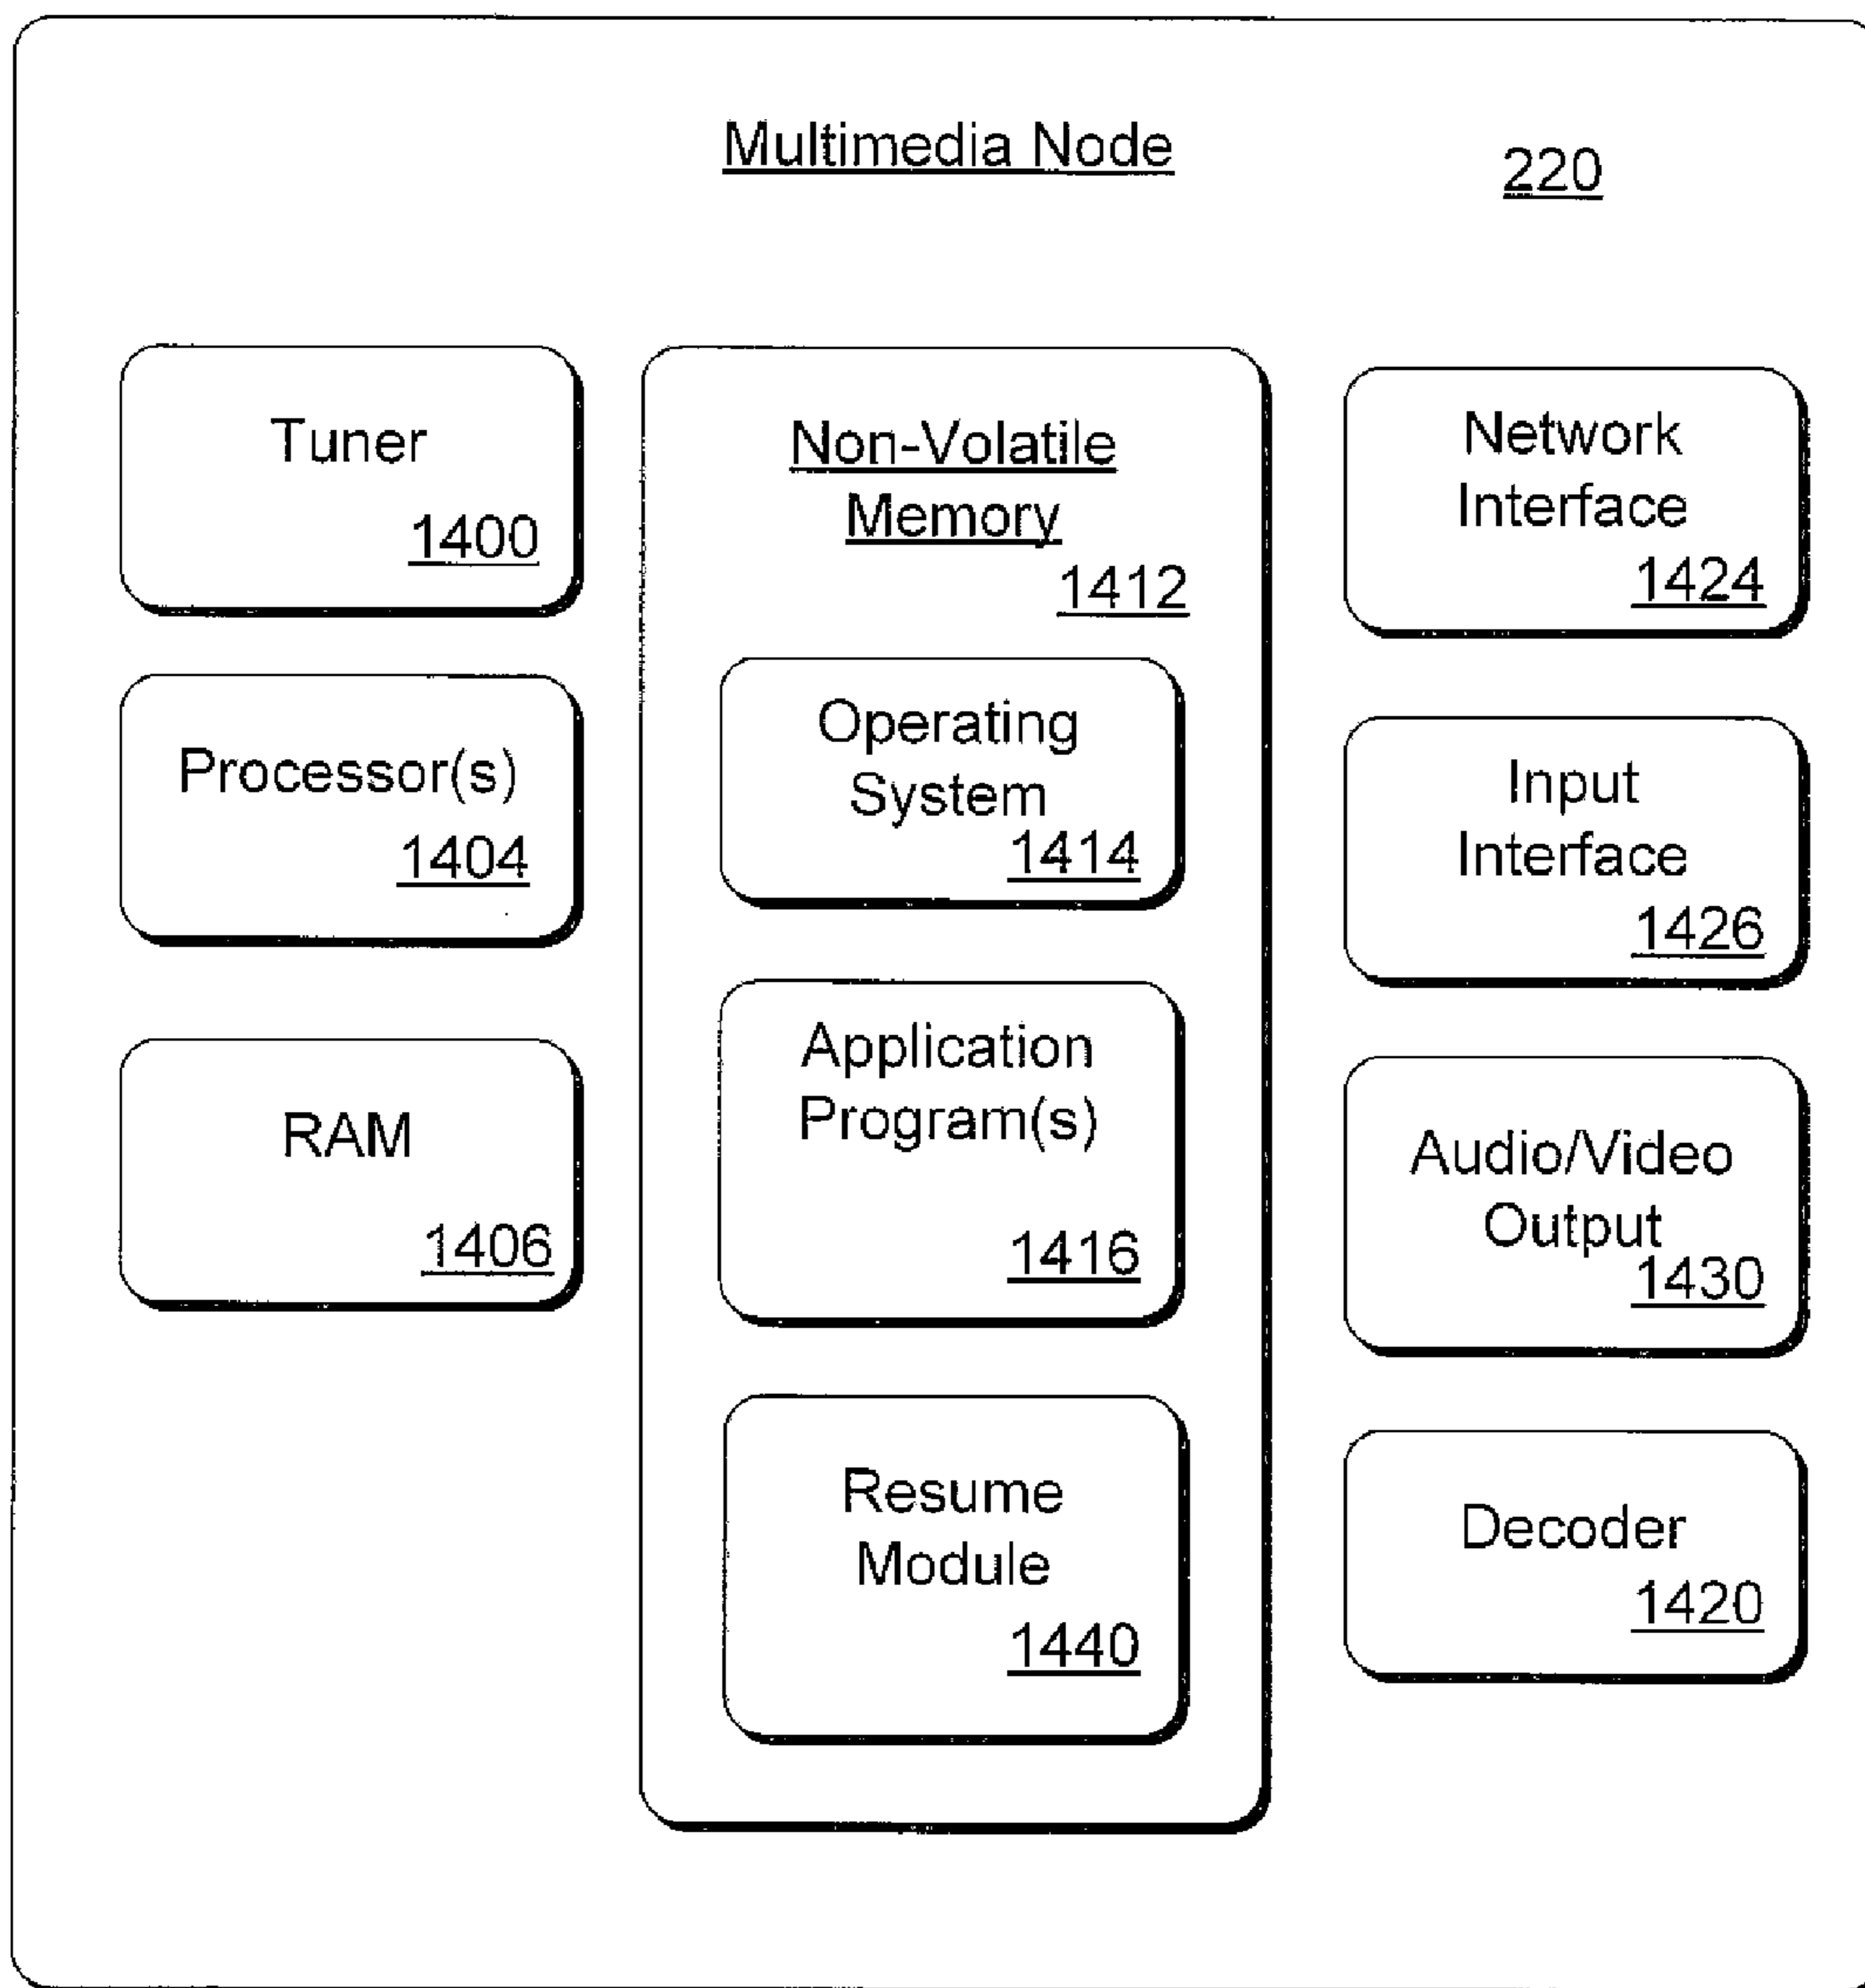 Multimedia Node
220
Tuner
1400
Processor(s)
1404
RAM
1406
Non-Volatile
Memory
1412
Operating
System
1414
Application
Program(s)
1416
Resume
Module
1440
Network
Interface
1424
Input
Interface
1426
Audio/Video
Output
1430
Decoder
1420